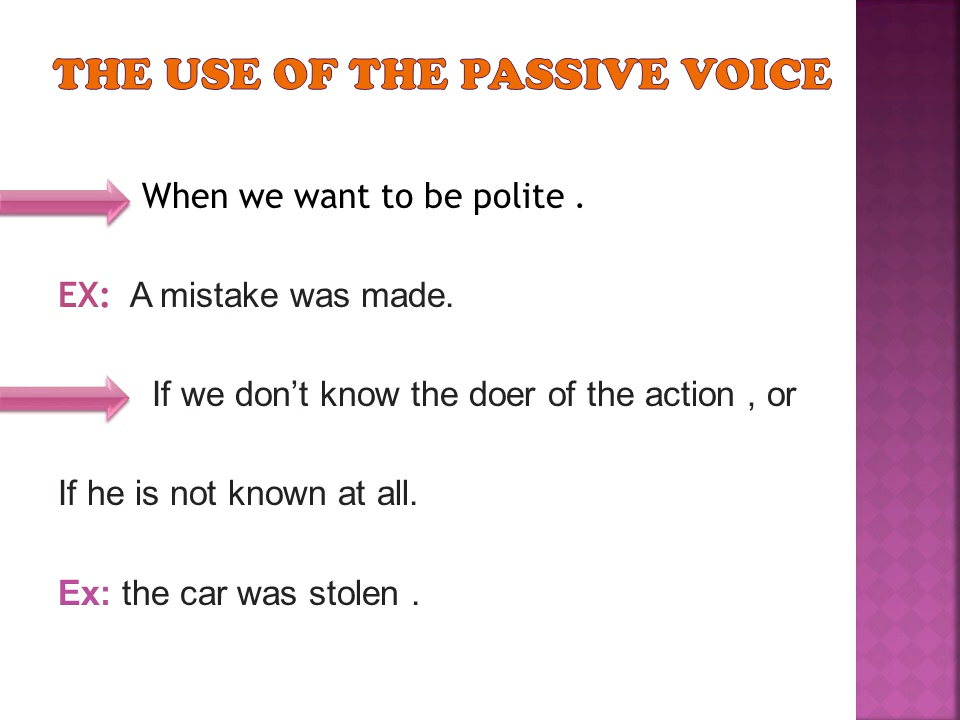 THE USE OF THE PASSIVE VOICE
When we want to be polite .
EX: A mistake was made.
If we don’t know the doer of the action , or
If he is not known at all.
Ex: the car was stolen .